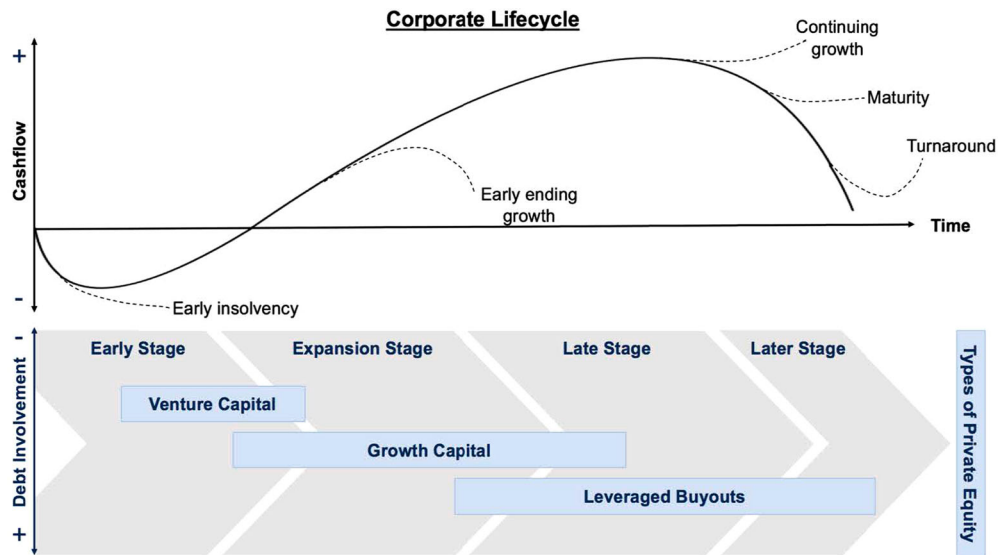 Corporate Lifecycle
+
Cashflow
-
Continuing
growth
Maturity
Turnaround
Early ending
growth
Time
Early insolvency
-
Debt Involvement
+
Early Stage
Expansion Stage
Late Stage
Later Stage
Venture Capital
Growth Capital
Leveraged Buyouts
Types of Private Equity